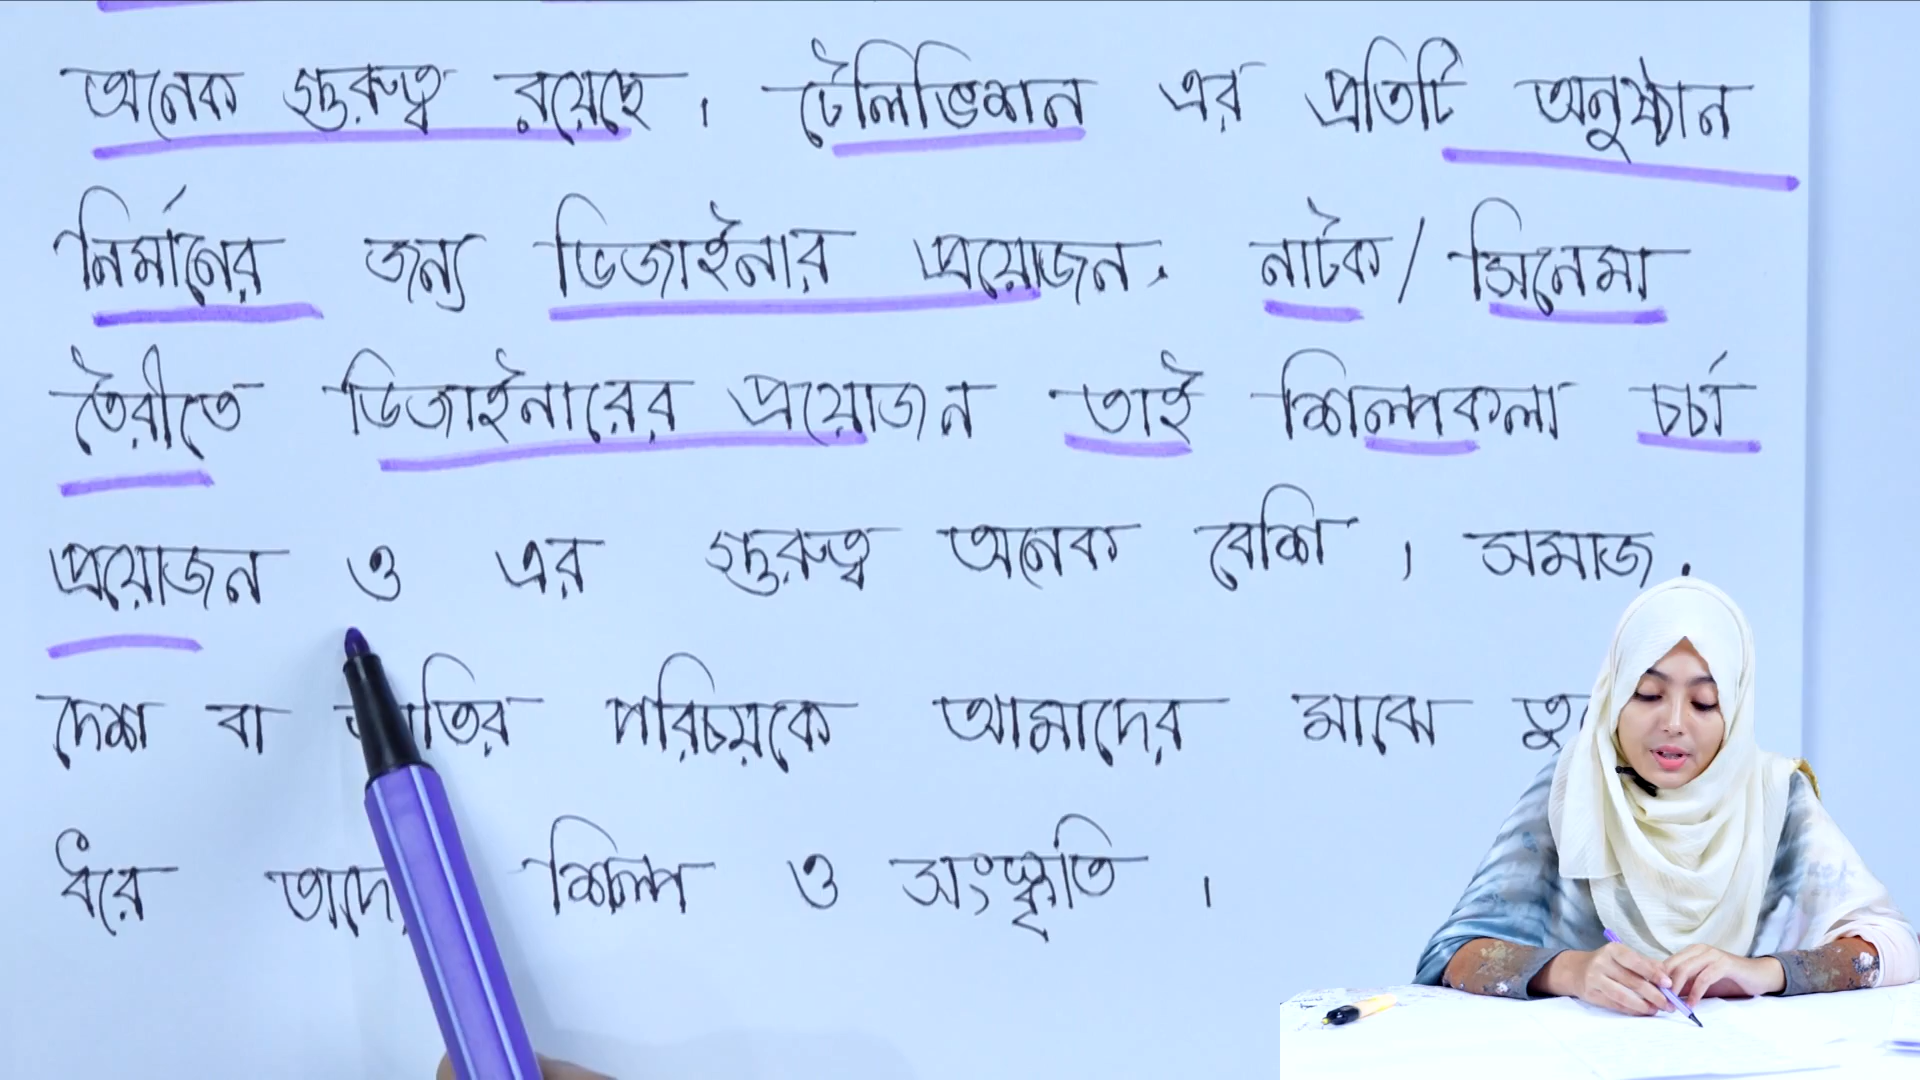 অনেক গুরুত্ব রয়েছে। টেলিভিশন এর প্রতিটি অনুষ্ঠান
নির্মানের জন্য ডিজাইনার প্রয়োজন, নাটক/ সিনেমা
তৈরীতে ডিজাইনারের প্রয়োজন তাই শিল্পকলা চর্চা
প্রয়োজন ও এর গুরুত্ব অনেক বেশি। সমাজ.
দেশ বা পরিচয়কে আমাদের মাঝে
ধরে শিল্প ও সংস্কৃতি।